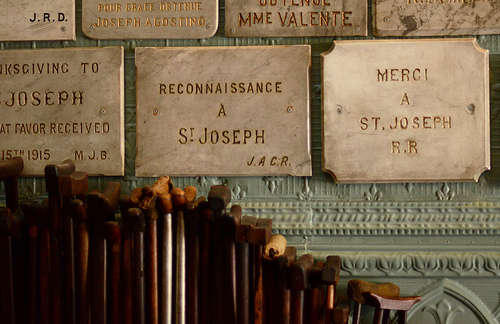 J.R.D.
POUR GRACE OBTENUE
JOSEPH AGOSTINO
OBTENUE
MME VALENTE
NKSGIVING TO
JOSEPH
AT FAVOR RECEIVED
15TH 1915 M.J.B.
RECONNAISSANCE
A
ST JOSEPH
J.A.C.R.
MERCI
A
ST. JOSEPH
R.R